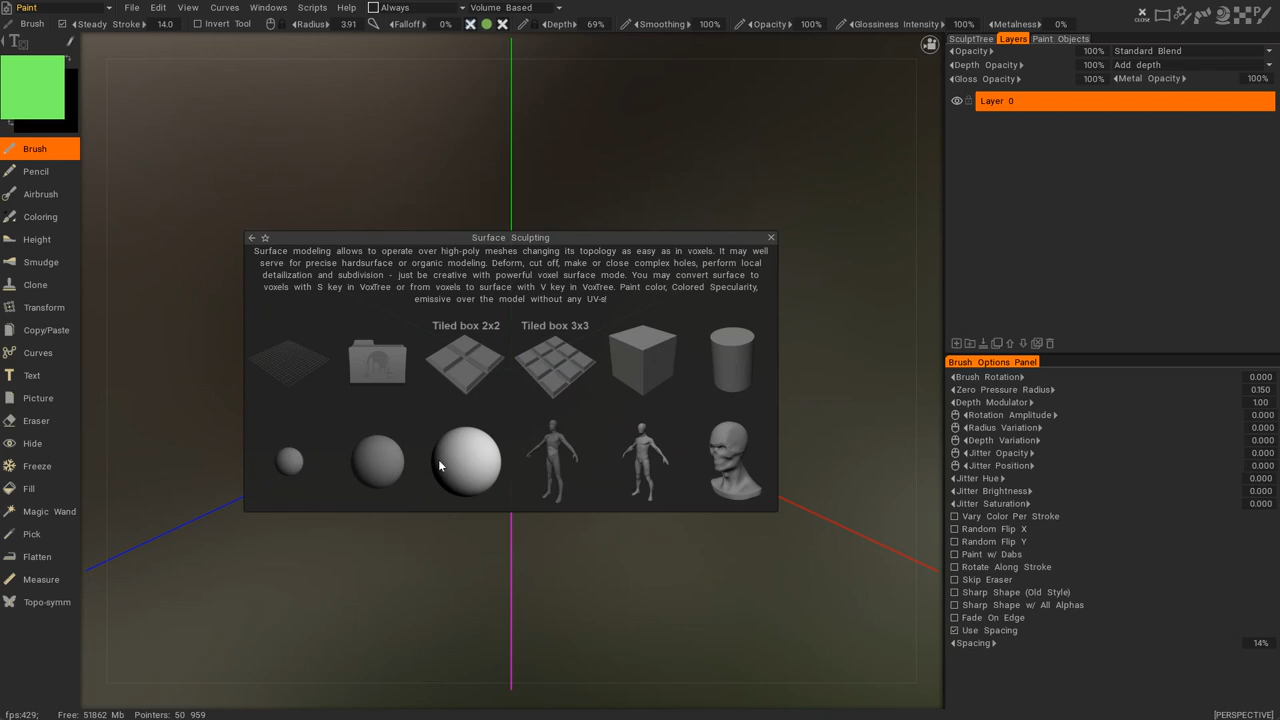 Paint File Edit View Curves Windows Scripts Always Volume Based
Brush Steady Stroke 14.0 Invert Tool Radius 3.91 Falloff 0% Depth 69% Smoothing 100% Opacity 100% Glossiness Intensity 100% Metalness 0%
CLOSE
SculptTree Layers Paint Objects
Opacity 100% Standard Blend
Depth Opacity 100% Add depth
Gloss Opacity 100% Metal Opacity 100%
Layer 0
Brush
Pencil
Airbrush
Coloring
Height
Smudge
Clone
Transform
Copy/Paste
Curves
Text
Picture
Eraser
Hide
Freeze
Fill
Magic Wand
Pick
Flatten
Measure
Topo-symm
Surface Sculpting
Surface modeling allows to operate over high-poly meshes changing its topology as easy as in voxels. It may well
serve for precise hardsurface or organic modeling. Deform, cut off, make or close complex holes, perform local
detailization and subdivision - just be creative with powerful voxel surface mode. You may convert surface to
voxels with S key in VoxTree or from voxels to surface with V key in VoxTree. Paint color, Colored Specularity,
emissive over the model without any UV-s!
Tiled box 2x2 Tiled box 3x3
Brush Options Panel
Brush Rotation 0.000
Zero Pressure Radius 0.150
Depth Modulator 1.00
Rotation Amplitude 0.000
Radius Variation 0.000
Depth Variation 0.000
Jitter Opacity 0.000
Jitter Position 0.000
Jitter Hue 0.000
Jitter Brightness 0.000
Jitter Saturation 0.000
Vary Color Per Stroke
Random Flip X
Random Flip Y
Paint w/ Dabs
Rotate Along Stroke
Skip Eraser
Sharp Shape (Old Style)
Sharp Shape w/ All Alphas
Fade On Edge
Use Spacing
Spacing 14%
fps:429; Free: 51862 Mb Pointers: 50 959 [PERSPECTIVE]